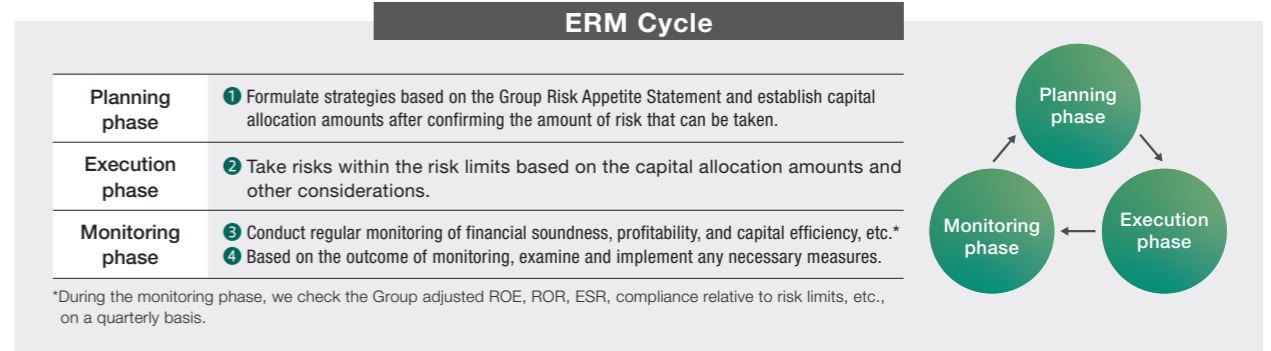 ERM Cycle
Planning
phase
❶ Formulate strategies based on the Group Risk Appetite Statement and establish capital
allocation amounts after confirming the amount of risk that can be taken.
Execution
phase
❷ Take risks within the risk limits based on the capital allocation amounts and
other considerations.
Monitoring
phase
❸ Conduct regular monitoring of financial soundness, profitability, and capital efficiency, etc.*
❹ Based on the outcome of monitoring, examine and implement any necessary measures.
*During the monitoring phase, we check the Group adjusted ROE, ROR, ESR, compliance relative to risk limits, etc.,
on a quarterly basis.
Planning
phase
Execution
phase
Monitoring
phase